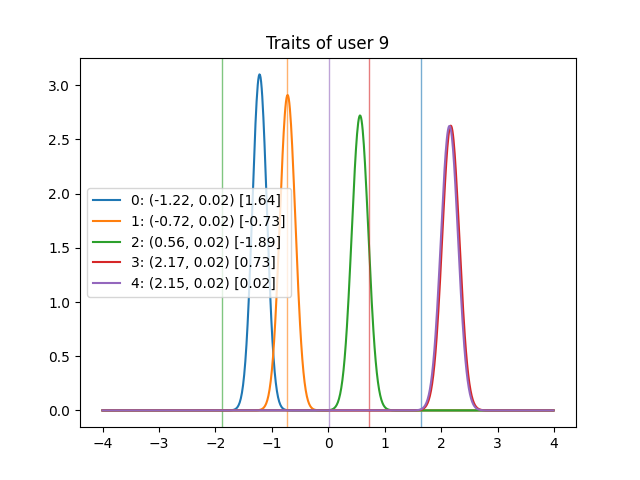 Traits of user 9
3.0
2.5
2.0
1.5
1.0
0.5
0.0
0: (-1.22, 0.02) [1.64]
1: (-0.72, 0.02) [-0.73]
2: (0.56, 0.02) [-1.89]
3: (2.17, 0.02) [0.73]
4: (2.15, 0.02) [0.02]
−4 −3 −2 −1 0 1 2 3 4